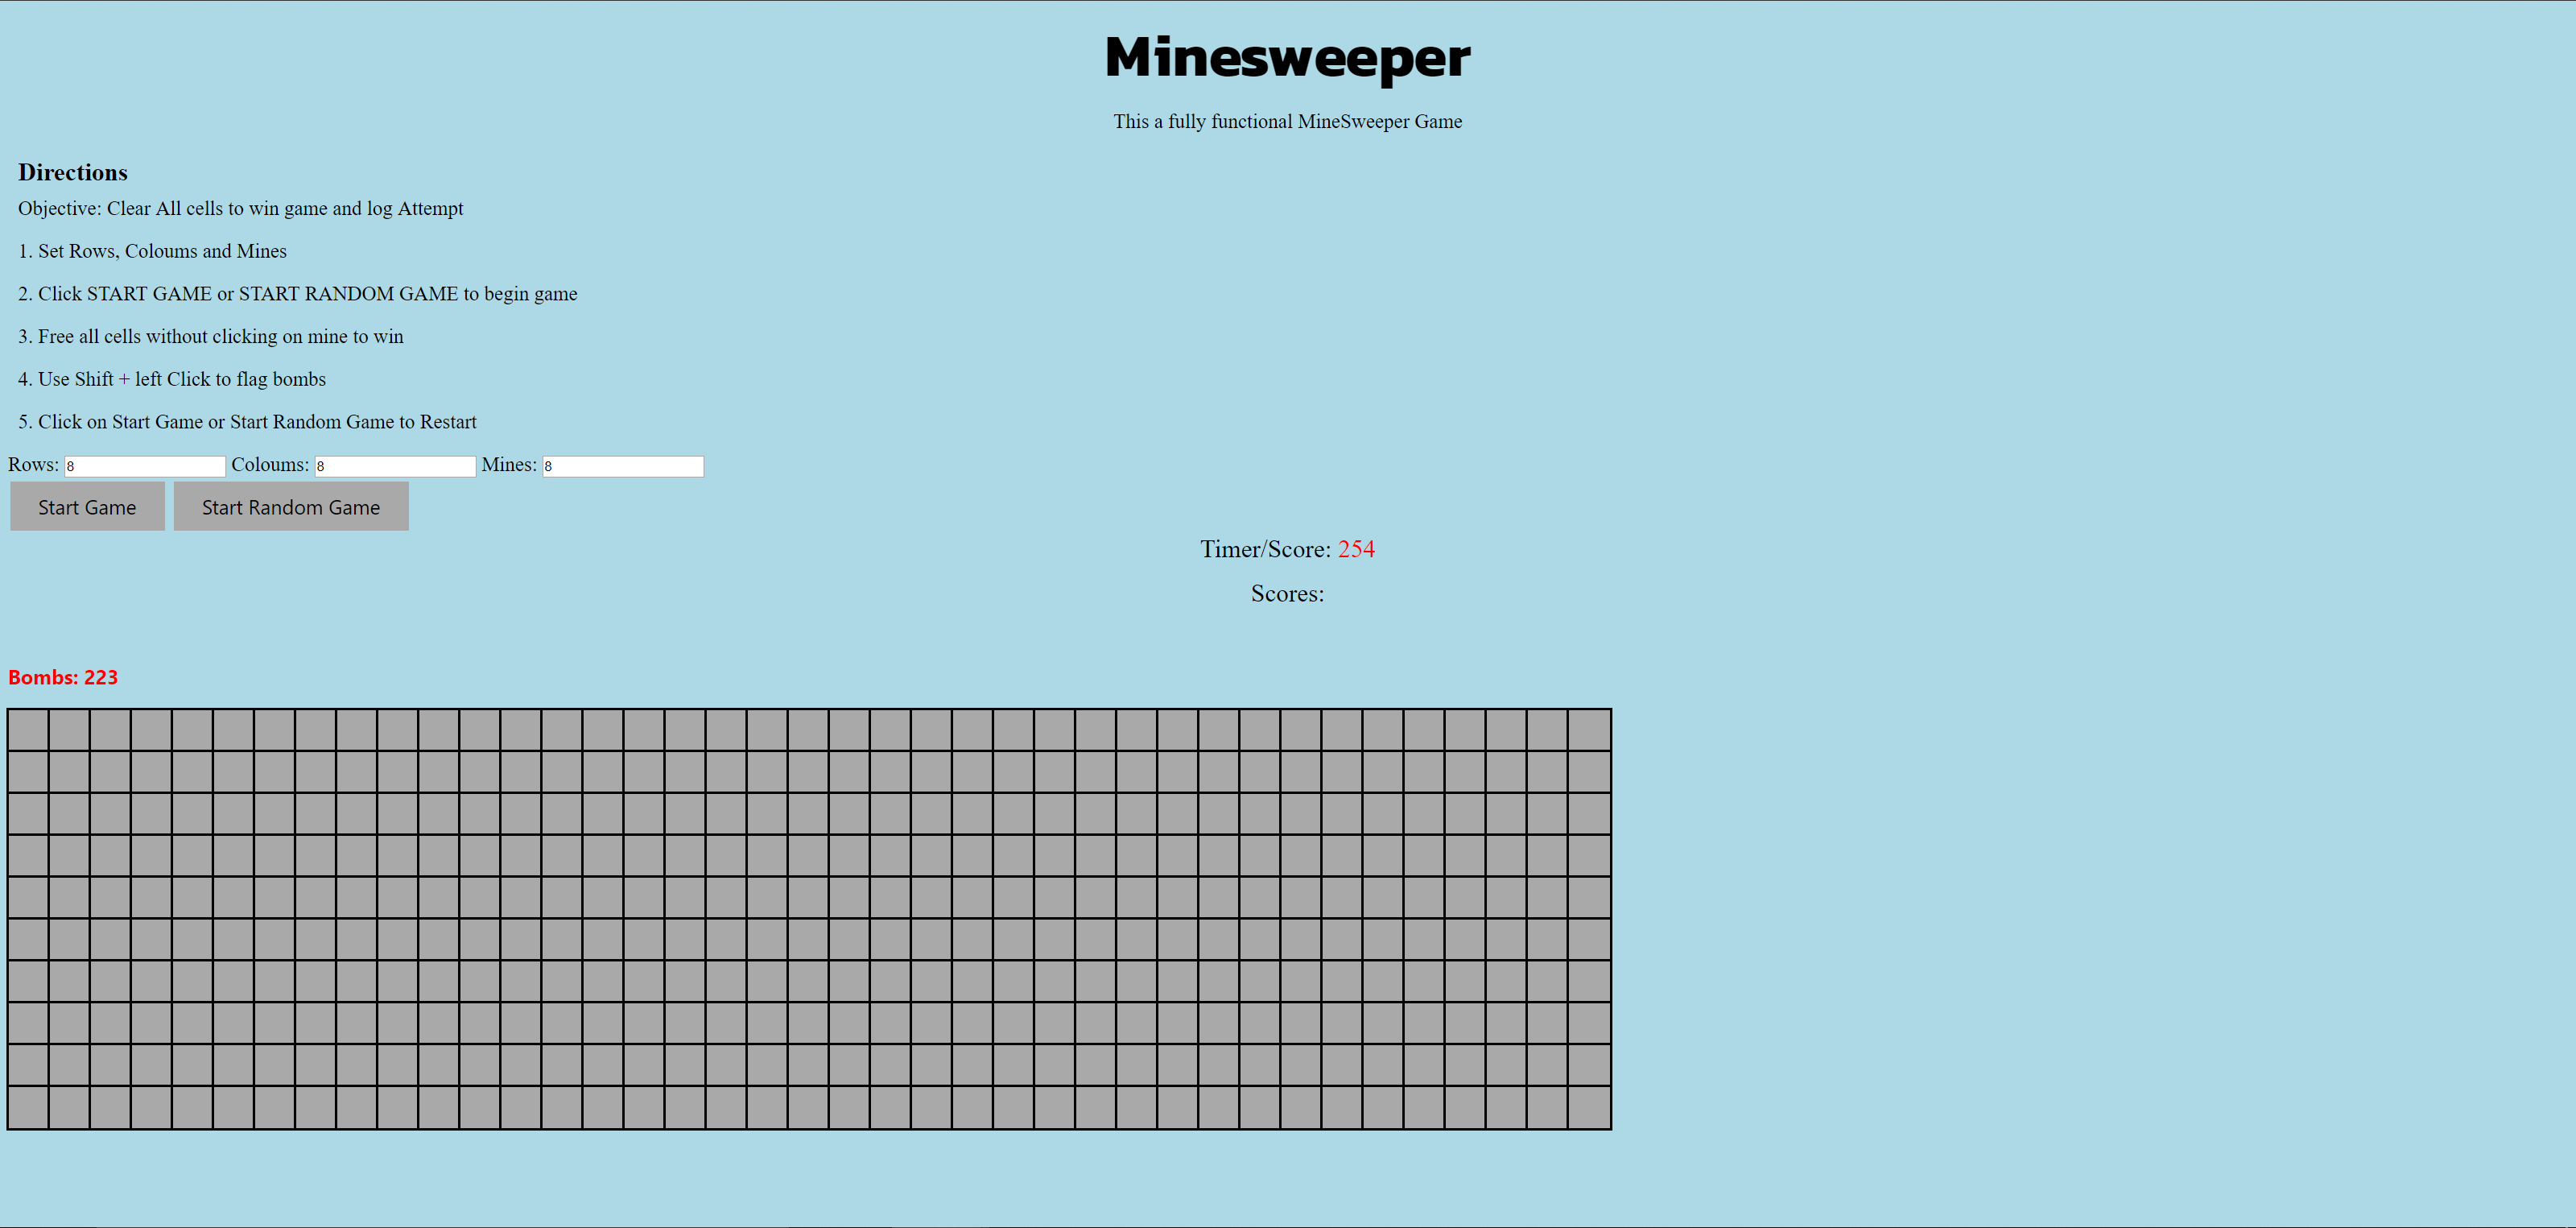 Minesweeper
This a fully functional MineSweeper Game
Directions
Objective: Clear All cells to win game and log Attempt
1. Set Rows, Coloums and Mines
2. Click START GAME or START RANDOM GAME to begin game
3. Free all cells without clicking on mine to win
4. Use Shift + left Click to flag bombs
5. Click on Start Game or Start Random Game to Restart
Rows: 8 Coloums: 8 Mines: 8
Start Game Start Random Game
Timer/Score: 254
Scores:
Bombs: 223